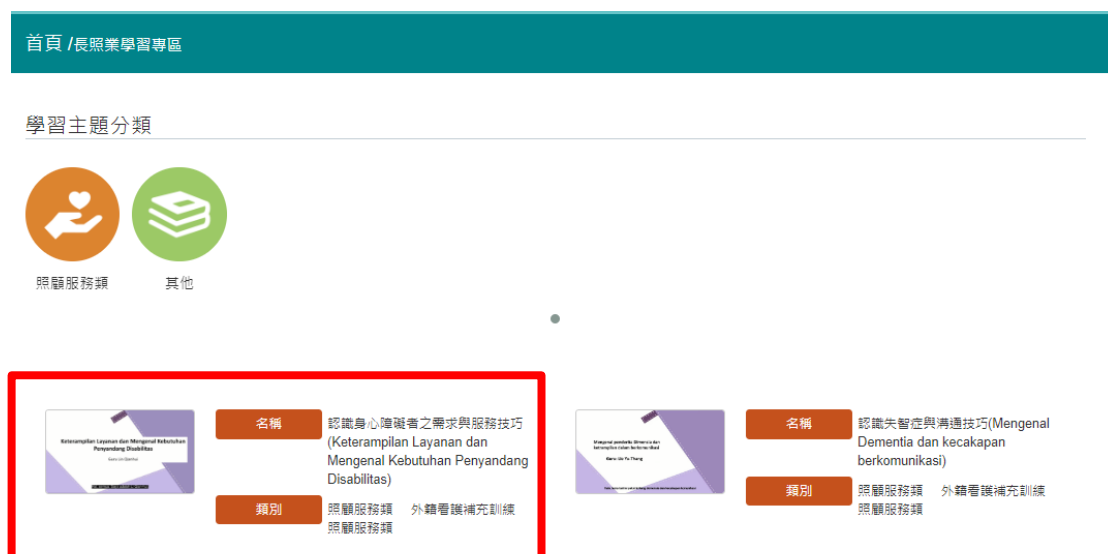 首頁 /長照業學習專區
學習主題分類
照顧服務類
其他
Keterampilan Layanan dan Mengenal Kebutuhan
Penyandang Disabilitas
名稱
認識身心障礙者之需求與服務技巧
(Keterampilan Layanan dan
Mengenal Kebutuhan Penyandang
Disabilitas)
類別
照顧服務類 外籍看護補充訓練
照顧服務類
Mengenal penderita Dimensia dan
名稱
認識失智症與溝通技巧(Mengenal
Dementia dan kecakapan
berkomunikasi)
類別
照顧服務類 外籍看護補充訓練
照顧服務類